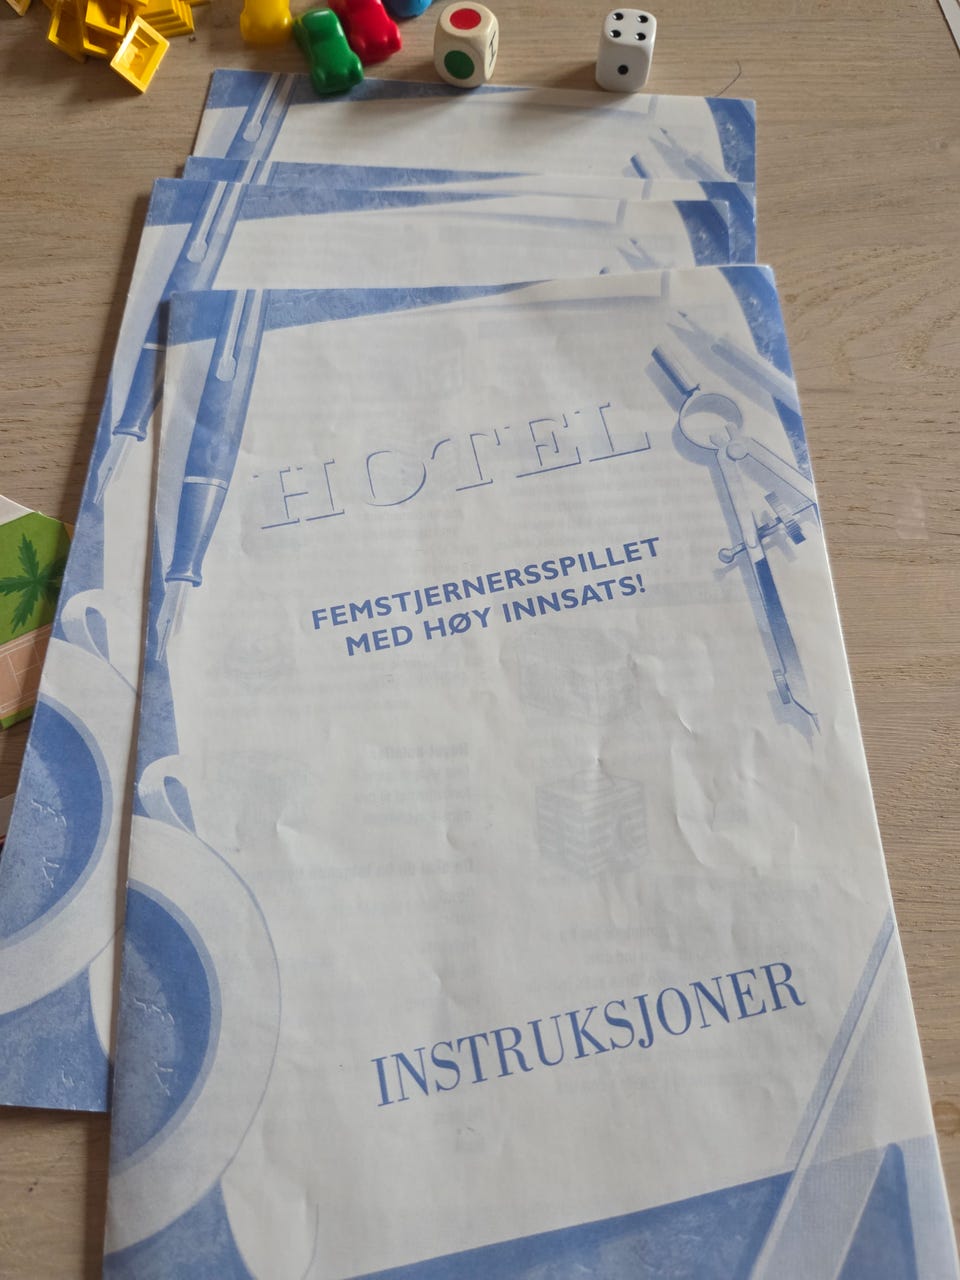 HOTEL
FEMSTJERNERSSPILLET
MED HØY INNSATS!
INSTRUKSJONER
H